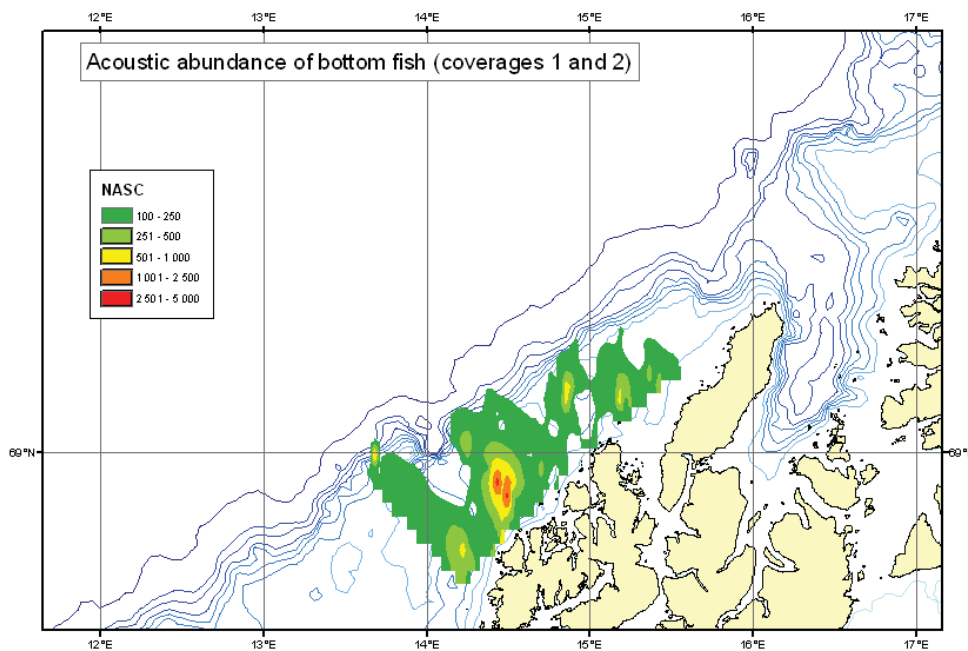 12°E 13°E 14°E 15°E 16°E 17°E
Acoustic abundance of bottom fish (coverages 1 and 2)
NASC
100 - 250
251 - 500
501 - 1 000
1 001 - 2 500
2 501 - 5 000
69°N 69°
12°E 13°E 14°E 15°E 16°E 17°E